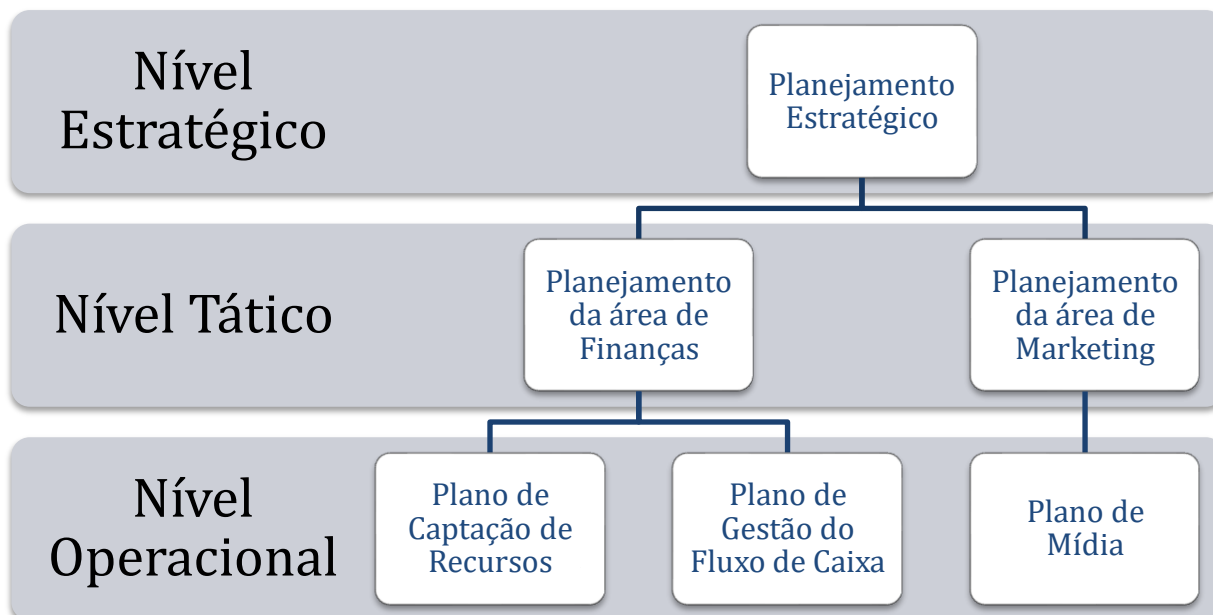 Nível
Estratégico
Planejamento
Estratégico
Nível Tático
Planejamento
da área de
Finanças
Planejamento
da área de
Marketing
Nível
Operacional
Plano de
Captação de
Recursos
Plano de
Gestão do
Fluxo de Caixa
Plano de
Mídia